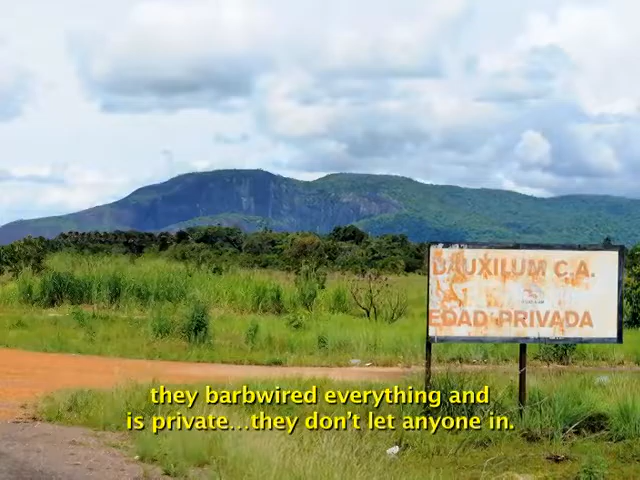 BAUXILUM C.A.
EDAD PRIVADA
they barbwired everything and
is private...they don't let anyone in.